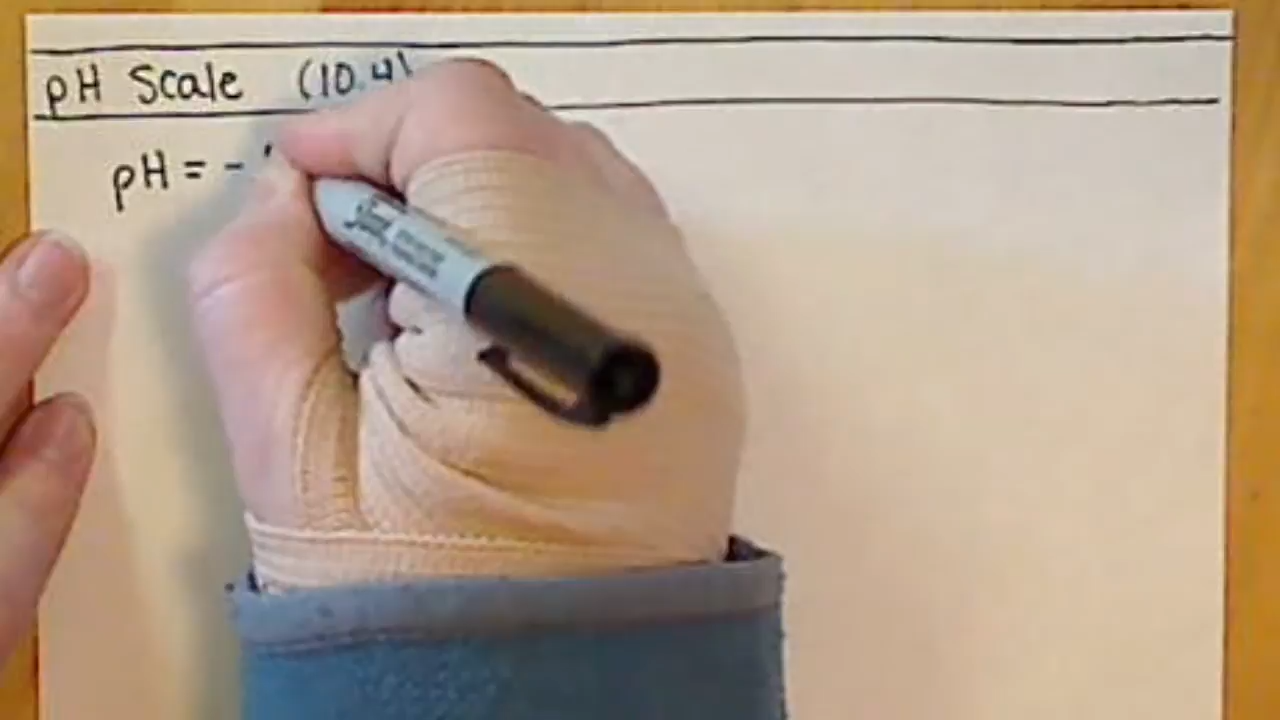 pH Scale (10.4)
pH = -